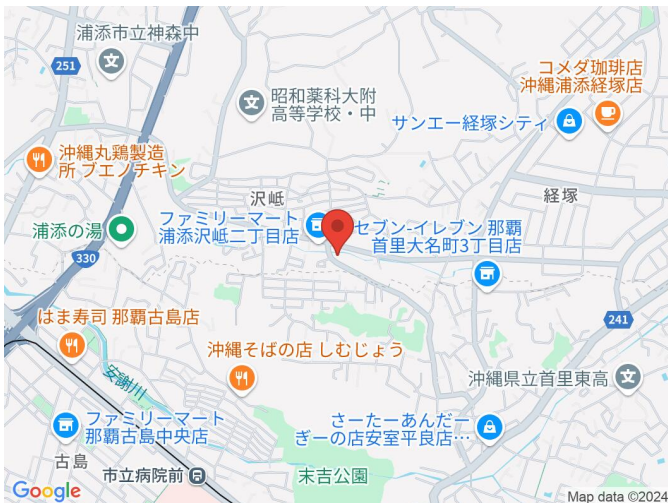 浦添市立神森中
251
コメダ珈琲店
沖縄浦添経塚店
昭和薬科大附
高等学校・中
サンエー経塚シティ
沖縄丸鶏製造
所 ブエノチキン
沢岻
経塚
ファミリーマート
浦添沢岻二丁目店
セブン-イレブン 那覇
首里大名町3丁目店
浦添の湯
330
はま寿司 那覇古島店
241
沖縄そばの店 しむじょう
安謝川
沖縄県立首里東高
ファミリーマート
那覇古島中央店
さーたーあんだー
ぎーの店安室平良店…
古島
市立病院前
末吉公園
Google
Map data ©2024